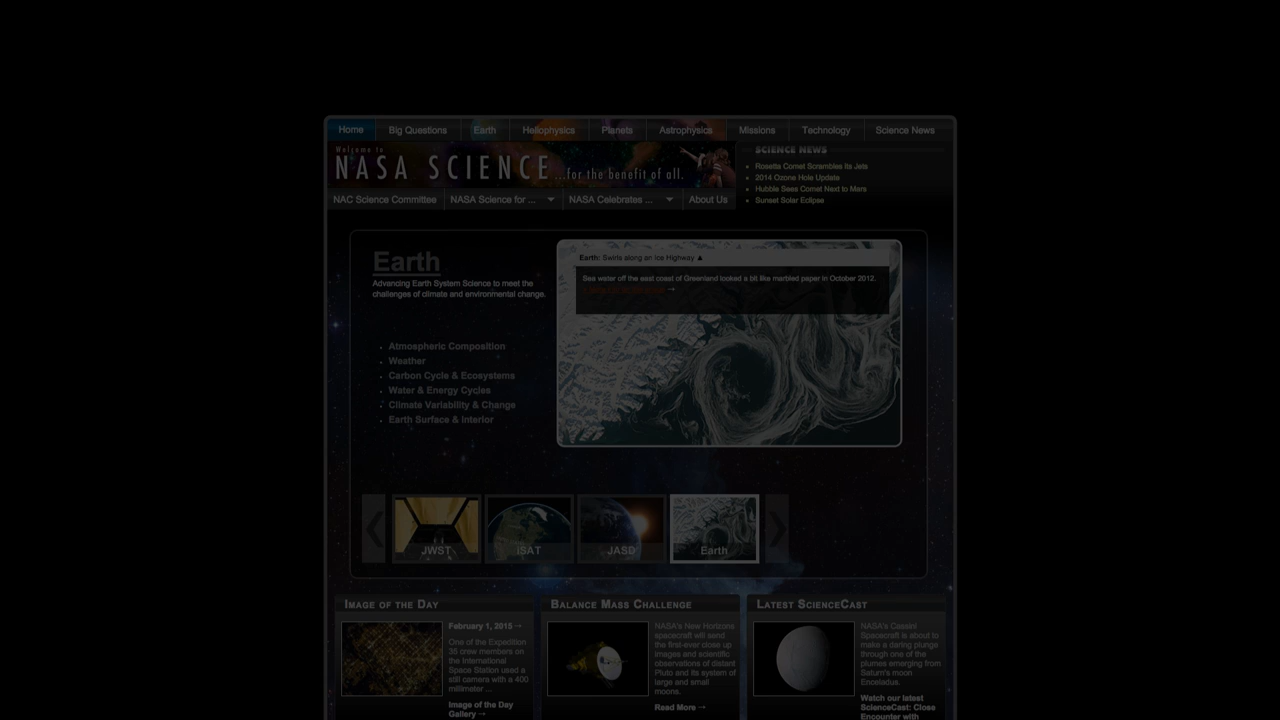 Home Big Questions Earth Heliophysics Planets Astrophysics Missions Technology Science News
Welcome to
NASA SCIENCE ...for the benefit of all.
SCIENCE NEWS
Rosetta Comet Scrambles Its Jets
2014 Ozone Hole Update
Hubble Sees Comet Next to Mars
Sunset Solar Eclipse
NAC Science Committee NASA Science for ... NASA Celebrates ... About Us
Earth
Advancing Earth System Science to meet the
challenges of climate and environmental change.
Atmospheric Composition
Weather
Carbon Cycle & Ecosystems
Water & Energy Cycles
Climate Variability & Change
Earth Surface & Interior
Earth: Swirls along an Ice Highway ▲
Sea water off the east coast of Greenland looked a bit like marbled paper in October 2012.
JWST ISAT JASD Earth
IMAGE OF THE DAY
February 1, 2015 →
One of the Expedition
35 crew members on
the International
Space Station used a
still camera with a 400
millimeter ...
Image of the Day
Gallery →
BALANCE MASS CHALLENGE
NASA's New Horizons
spacecraft will send
the first-ever close up
images and scientific
observations of distant
Pluto and its system of
large and small
moons.
Read More →
LATEST SCIENCECAST
NASA's Cassini
Spacecraft is about to
make a daring plunge
through one of the
plumes emerging from
Saturn's moon
Enceladus.
Watch our latest
ScienceCast: Close
Encounter with